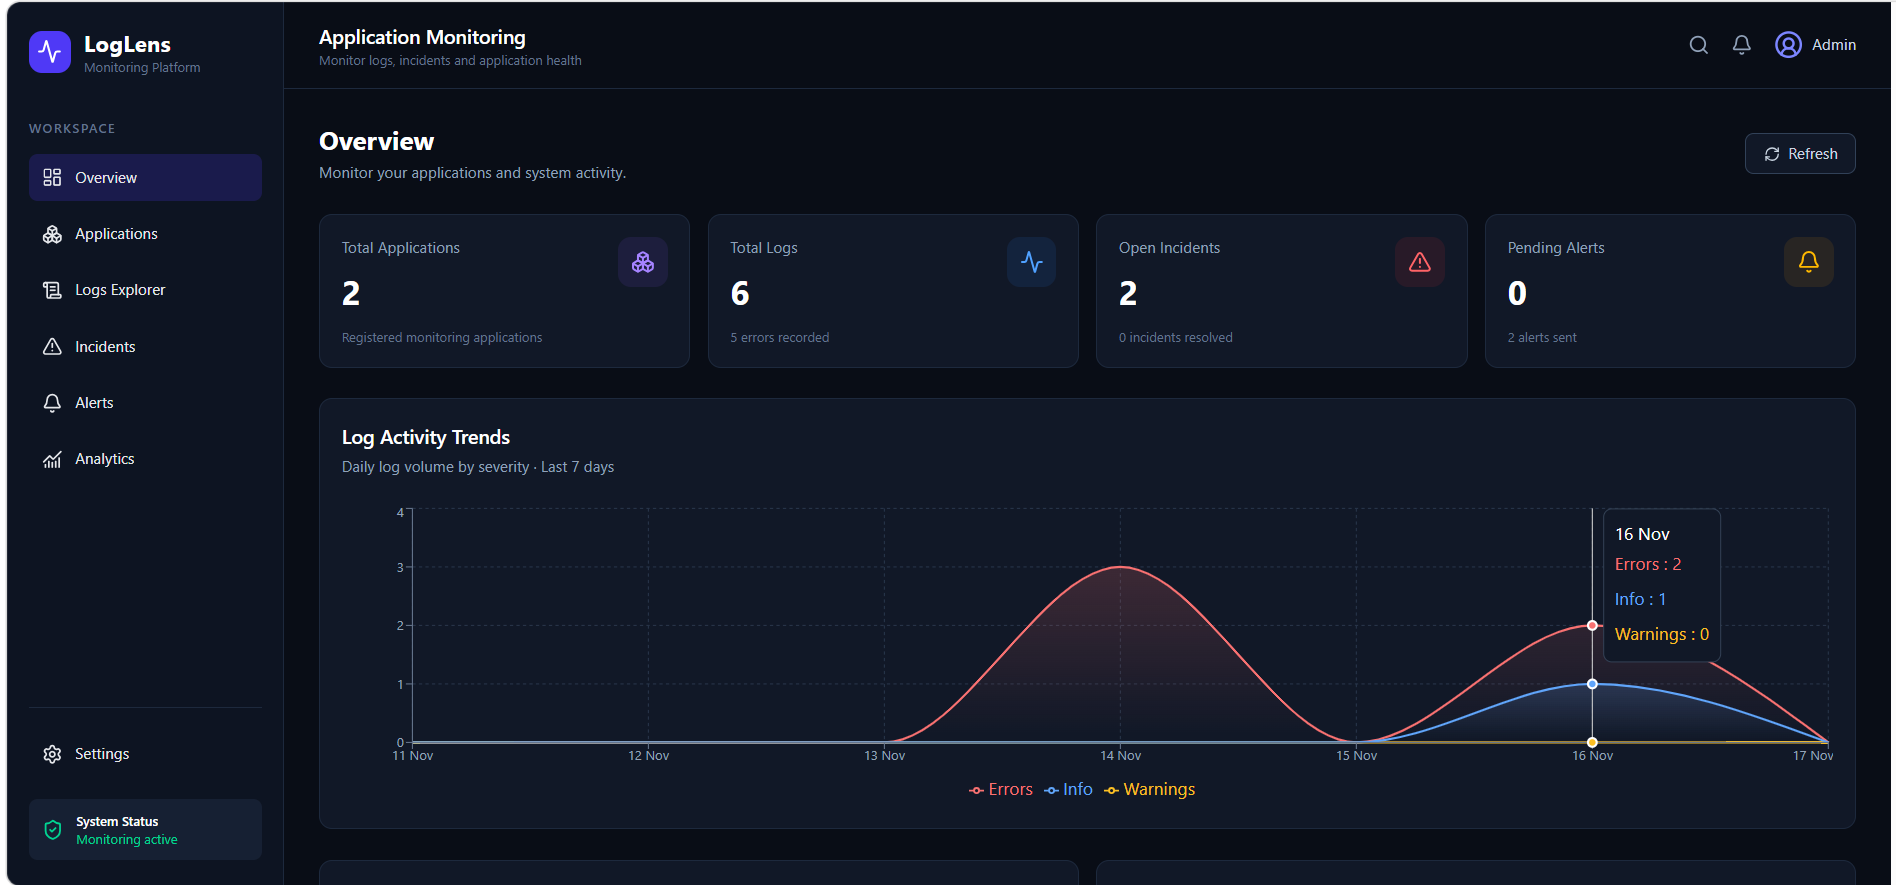 LogLens
Monitoring Platform
WORKSPACE
Overview
Applications
Logs Explorer
Incidents
Alerts
Analytics
Settings
System Status
Monitoring active
Application Monitoring
Monitor logs, incidents and application health
Admin
Overview
Monitor your applications and system activity.
Refresh
Total Applications
2
Registered monitoring applications
Total Logs
6
5 errors recorded
Open Incidents
2
0 incidents resolved
Pending Alerts
0
2 alerts sent
Log Activity Trends
Daily log volume by severity · Last 7 days
4
3
2
1
0
11 Nov 12 Nov 13 Nov 14 Nov 15 Nov 16 Nov 17 Nov
16 Nov
Errors : 2
Info : 1
Warnings : 0
Errors Info Warnings